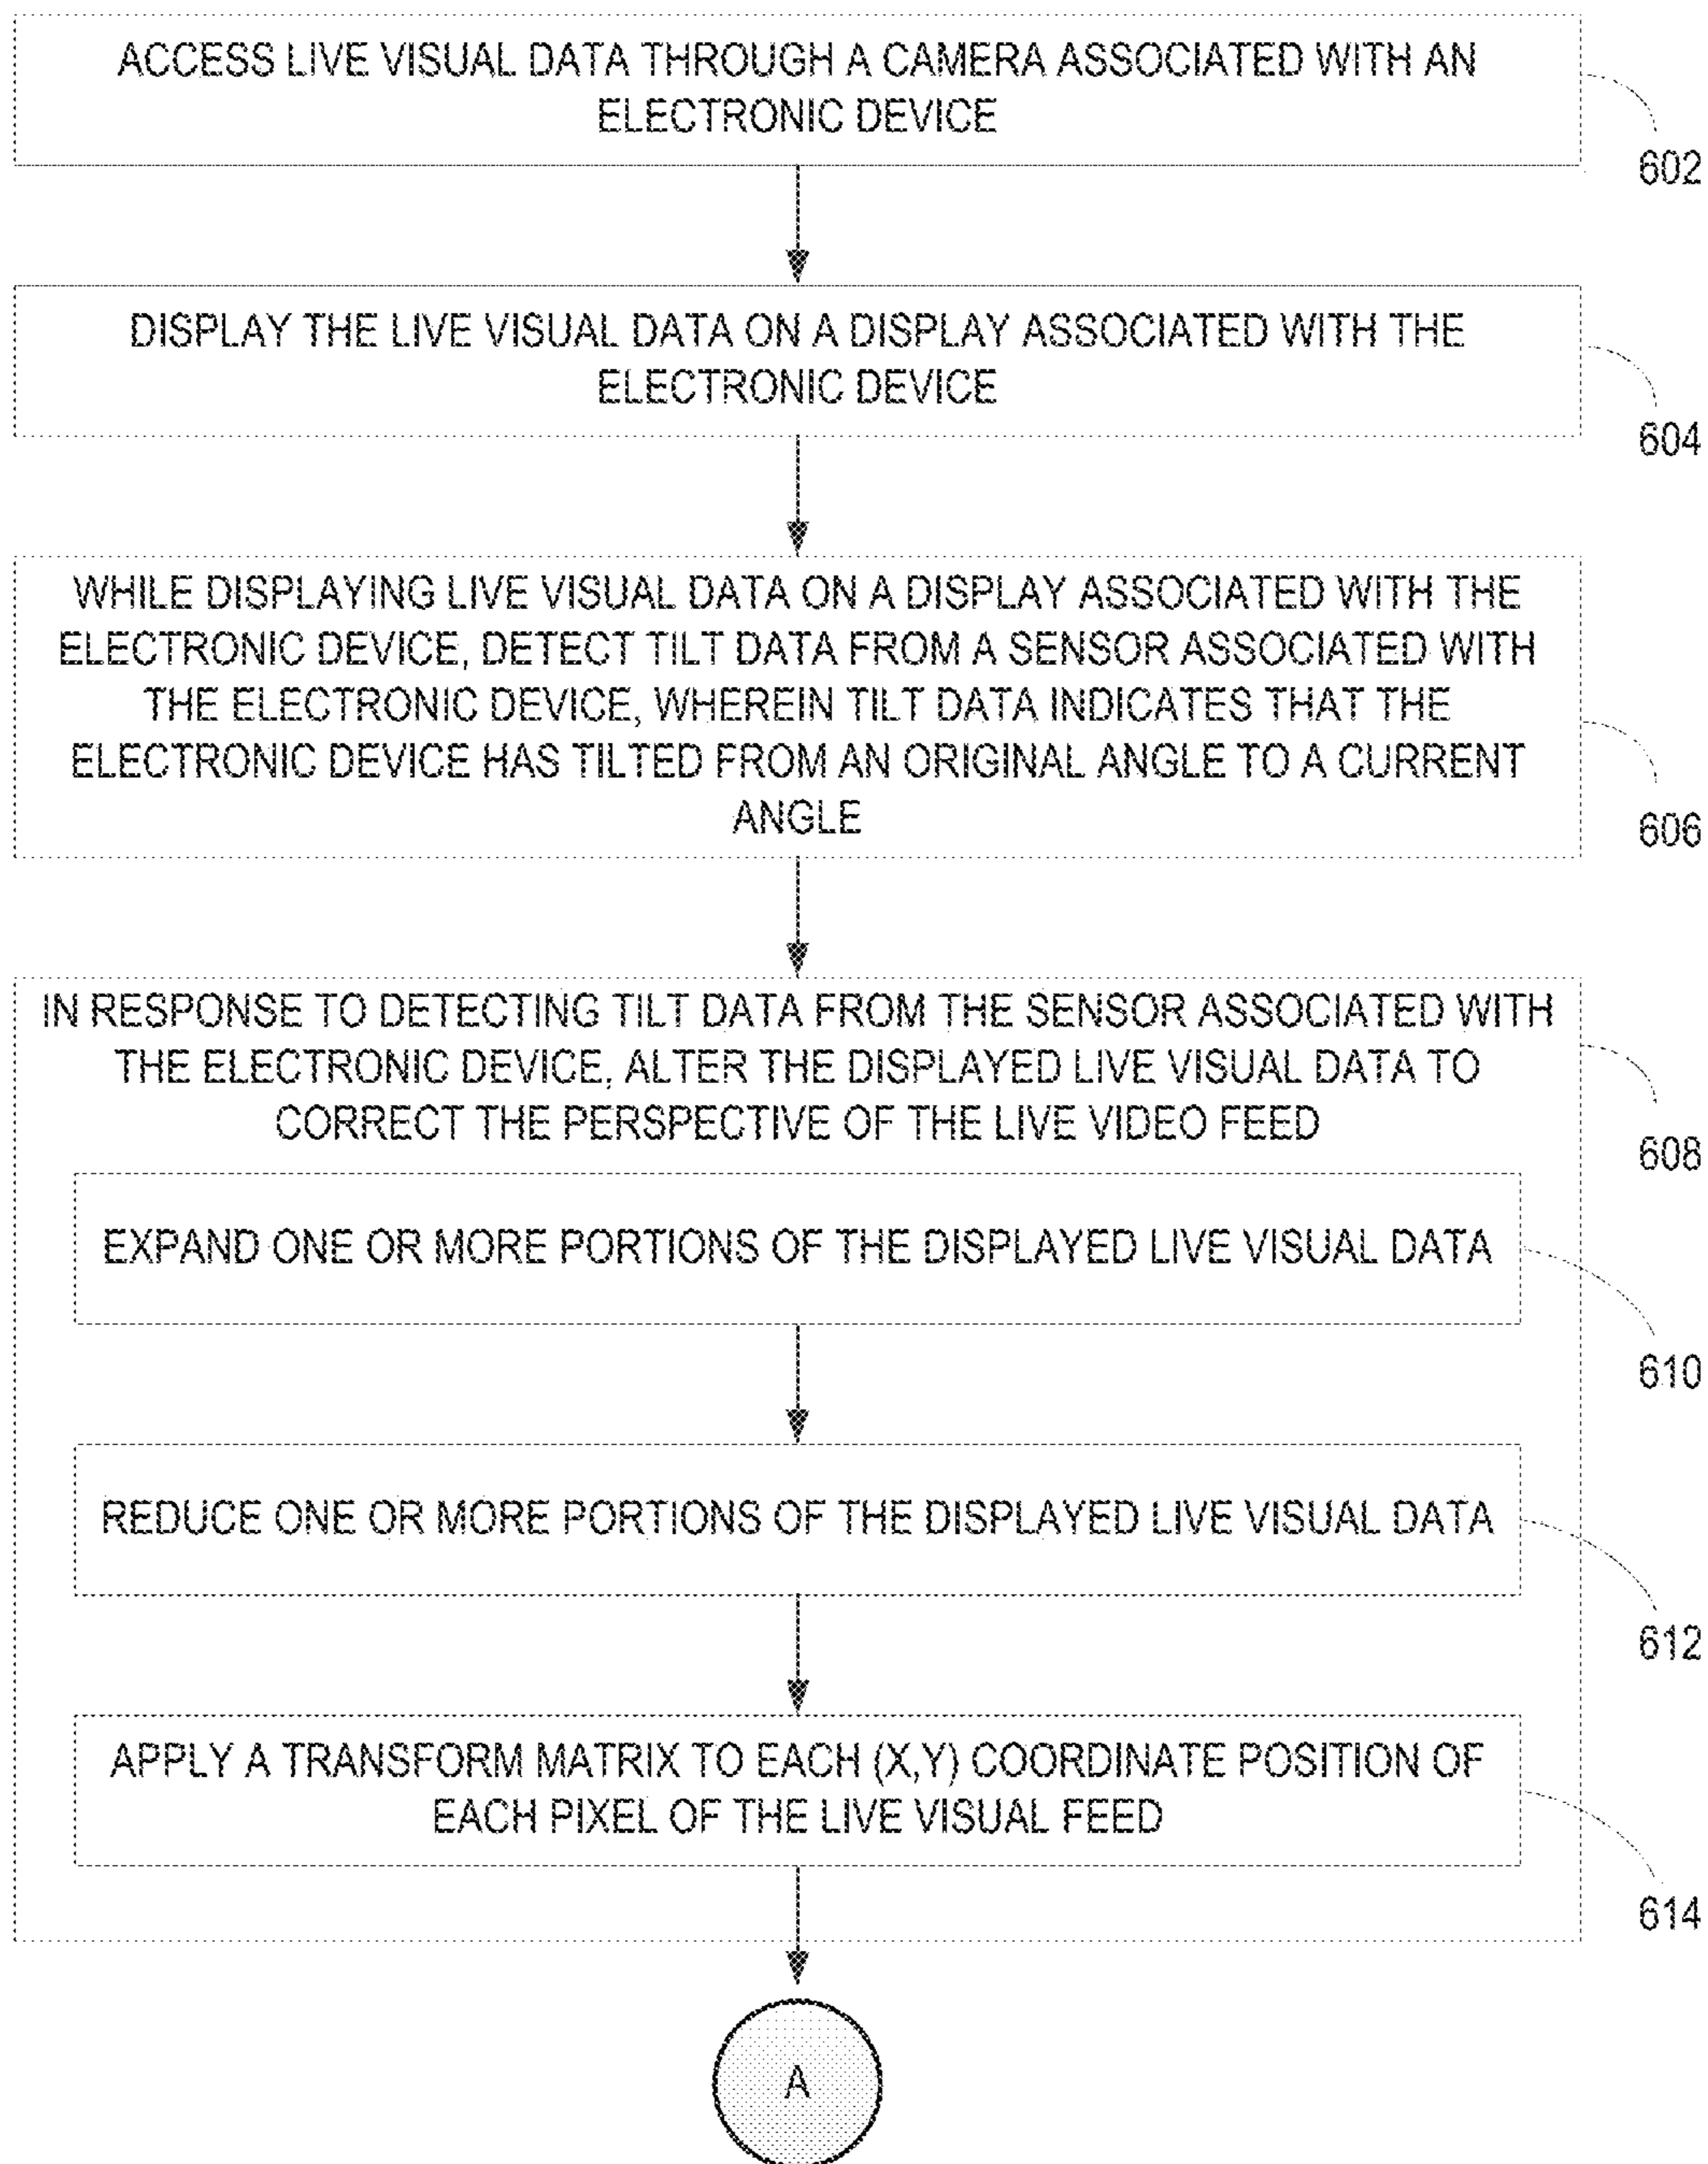 ACCESS LIVE VISUAL DATA THROUGH A CAMERA ASSOCIATED WITH AN
ELECTRONIC DEVICE
602
DISPLAY THE LIVE VISUAL DATA ON A DISPLAY ASSOCIATED WITH THE
ELECTRONIC DEVICE
604
WHILE DISPLAYING LIVE VISUAL DATA ON A DISPLAY ASSOCIATED WITH THE
ELECTRONIC DEVICE, DETECT TILT DATA FROM A SENSOR ASSOCIATED WITH
THE ELECTRONIC DEVICE, WHEREIN TILT DATA INDICATES THAT THE
ELECTRONIC DEVICE HAS TILTED FROM AN ORIGINAL ANGLE TO A CURRENT
ANGLE
606
IN RESPONSE TO DETECTING TILT DATA FROM THE SENSOR ASSOCIATED WITH
THE ELECTRONIC DEVICE, ALTER THE DISPLAYED LIVE VISUAL DATA TO
CORRECT THE PERSPECTIVE OF THE LIVE VIDEO FEED
608
EXPAND ONE OR MORE PORTIONS OF THE DISPLAYED LIVE VISUAL DATA
610
REDUCE ONE OR MORE PORTIONS OF THE DISPLAYED LIVE VISUAL DATA
612
APPLY A TRANSFORM MATRIX TO EACH (X,Y) COORDINATE POSITION OF
EACH PIXEL OF THE LIVE VISUAL FEED
614
A